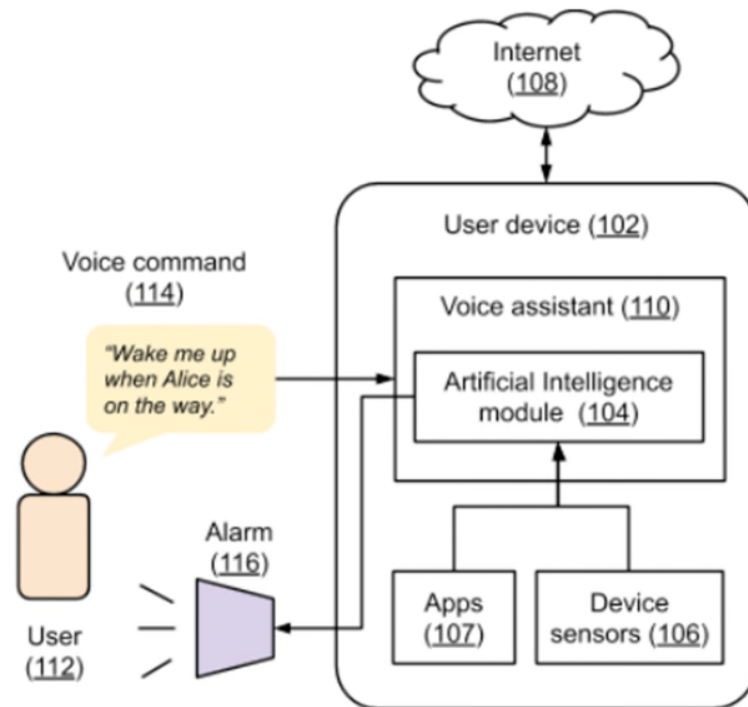 Internet
(108)
User device (102)
Voice command
(114)
Voice assistant (110)
"Wake me up
when Alice is
on the way."
Artificial Intelligence
module (104)
Alarm
(116)
Apps
(107)
Device
sensors (106)
User
(112)